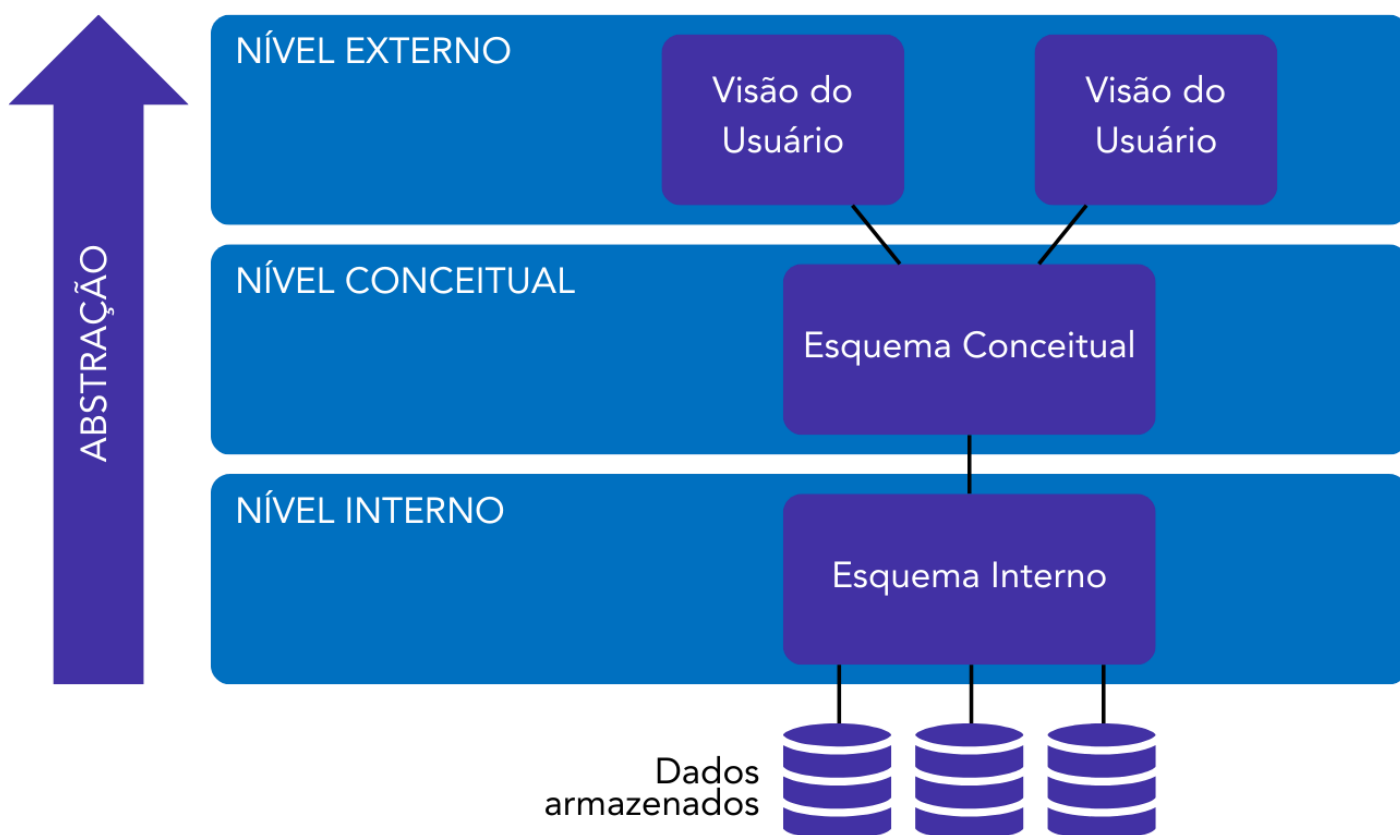 ABSTRAÇÃO
NÍVEL EXTERNO
Visão do
Usuário
Visão do
Usuário
NÍVEL CONCEITUAL
Esquema Conceitual
NÍVEL INTERNO
Esquema Interno
Dados
armazenados